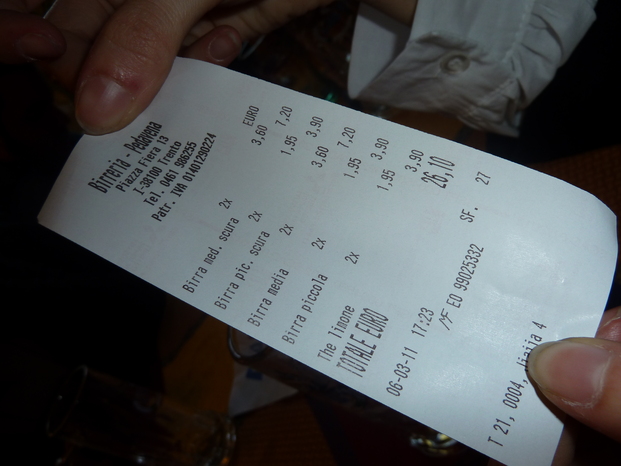 Birreria - Pedavena
Piazza Fiera 13
I-38100 Trento
Tel. 0461 986255
Patr. IVA 01401290224
EURO
Birra med. scura 2x 3,60 7,20
Birra pic. scura 2x 1,95 3,90
Birra media 2x 3,60 7,20
Birra piccola 2x 1,95 3,90
The limone 2x 1,95 3,90
TOTALE EURO 26,10
06-03-11 17:23 SF. 27
/MF ED 99025332
T 21, 0004, 4